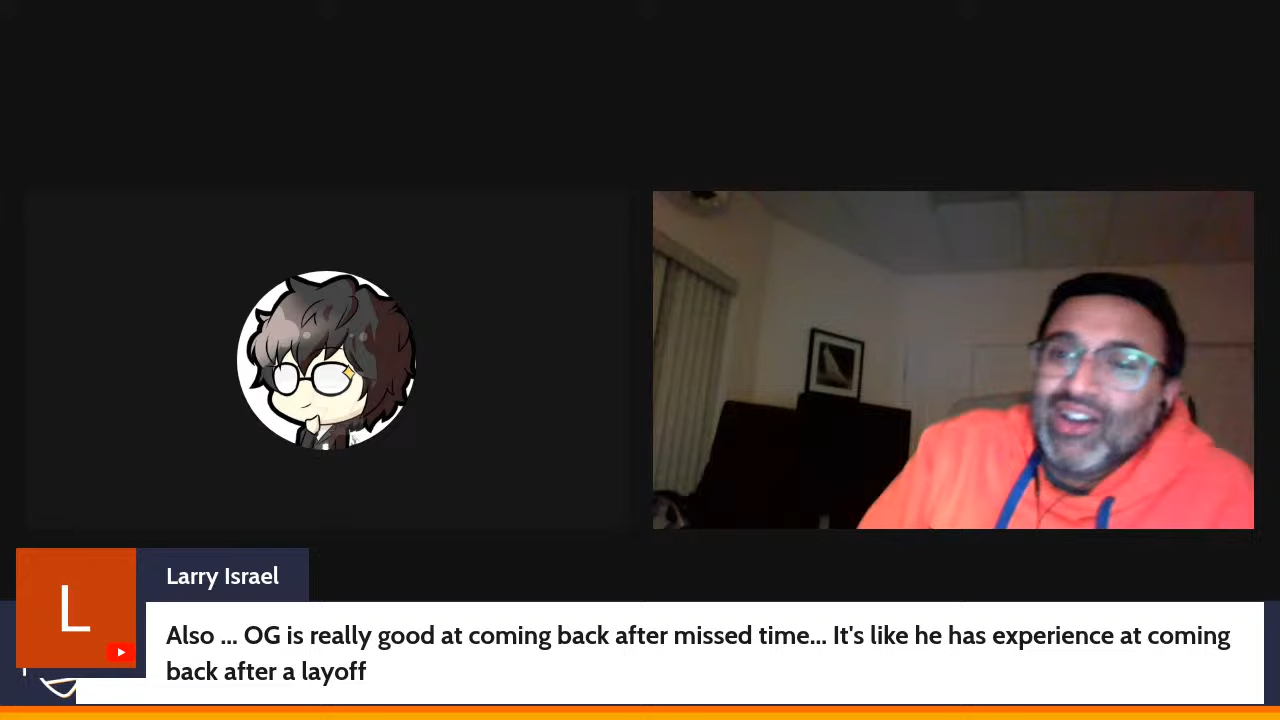 L
Larry Israel
Also ... OG is really good at coming back after missed time... It's like he has experience at coming
back after a layoff